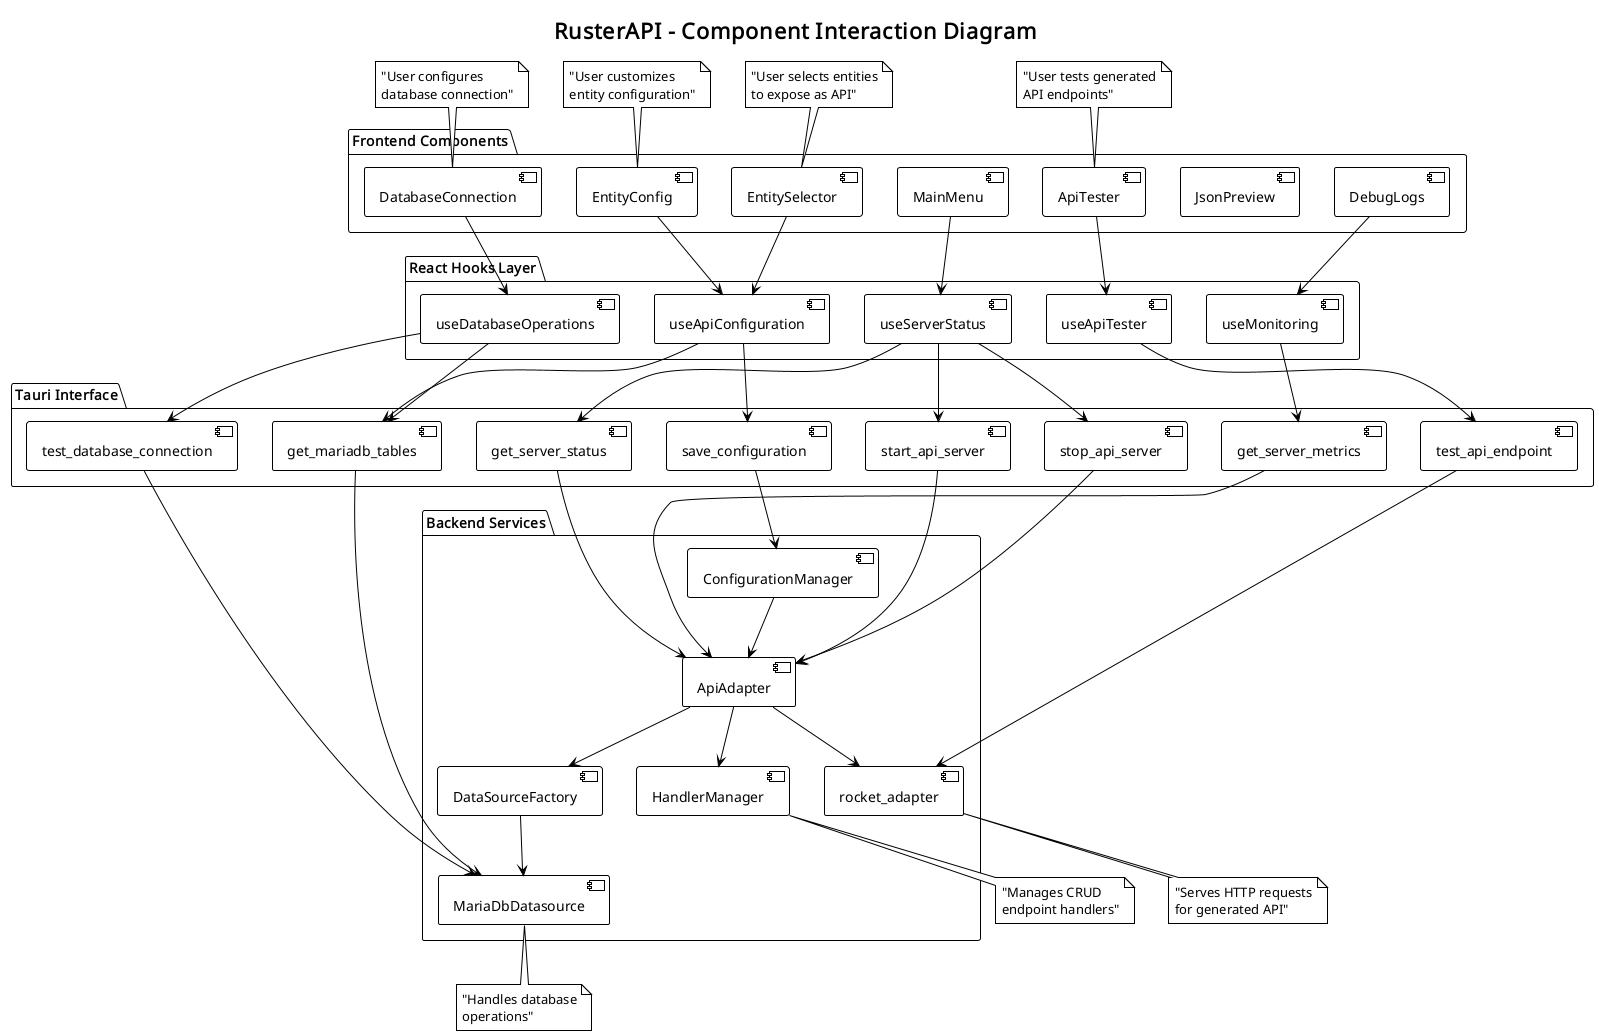 RusterAPI - Component Interaction Diagram
"User configures
database connection"
"User customizes
entity configuration"
"User selects entities
to expose as API"
"User tests generated
API endpoints"
Frontend Components
DatabaseConnection
EntityConfig
EntitySelector
MainMenu
ApiTester
JsonPreview
DebugLogs
React Hooks Layer
useDatabaseOperations
useApiConfiguration
useServerStatus
useApiTester
useMonitoring
Tauri Interface
test_database_connection
get_mariadb_tables
get_server_status
save_configuration
start_api_server
stop_api_server
get_server_metrics
test_api_endpoint
Backend Services
ConfigurationManager
ApiAdapter
DataSourceFactory
HandlerManager
rocket_adapter
MariaDbDatasource
"Manages CRUD
endpoint handlers"
"Serves HTTP requests
for generated API"
"Handles database
operations"